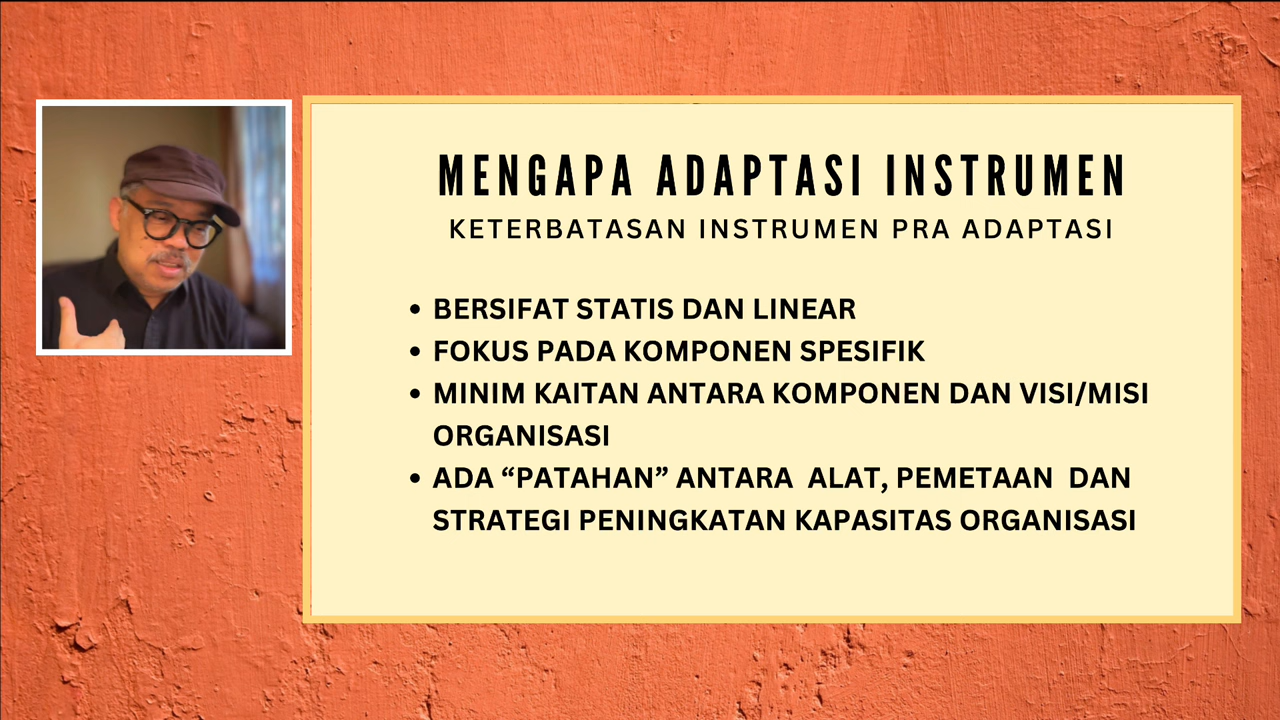 MENGAPA ADAPTASI INSTRUMEN
KETERBATASAN INSTRUMEN PRA ADAPTASI
• BERSIFAT STATIS DAN LINEAR
• FOKUS PADA KOMPONEN SPESIFIK
• MINIM KAITAN ANTARA KOMPONEN DAN VISI/MISI
ORGANISASI
• ADA “PATAHAN” ANTARA ALAT, PEMETAAN DAN
STRATEGI PENINGKATAN KAPASITAS ORGANISASI